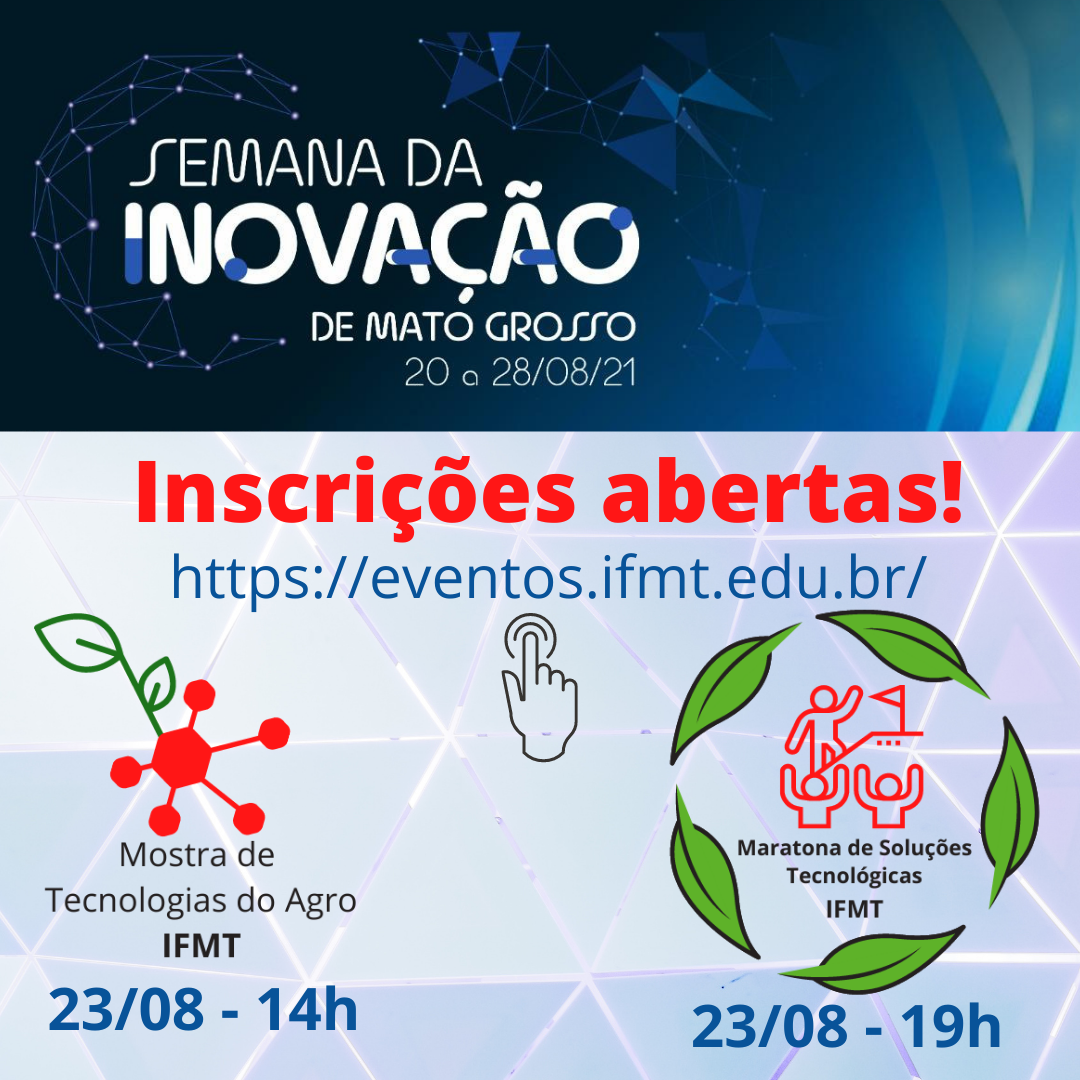 SEMANA DA
INOVAÇÃO
DE MATO GROSSO
20 a 28/08/21
Inscrições abertas!
https://eventos.ifmt.edu.br/
Mostra de
Tecnologias do Agro
IFMT
23/08 - 14h
Maratona de Soluções
Tecnológicas
IFMT
23/08 - 19h